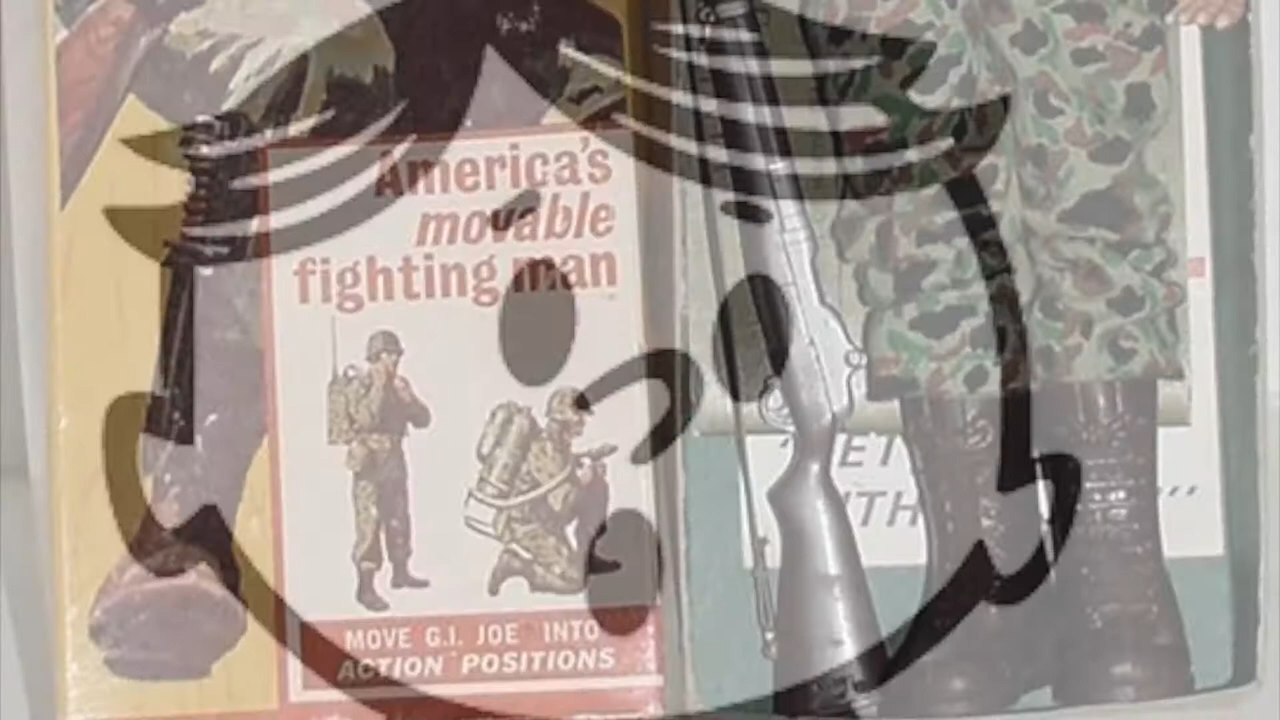 America's
movable
fighting man
MOVE G.I. JOE INTO
ACTION POSITIONS